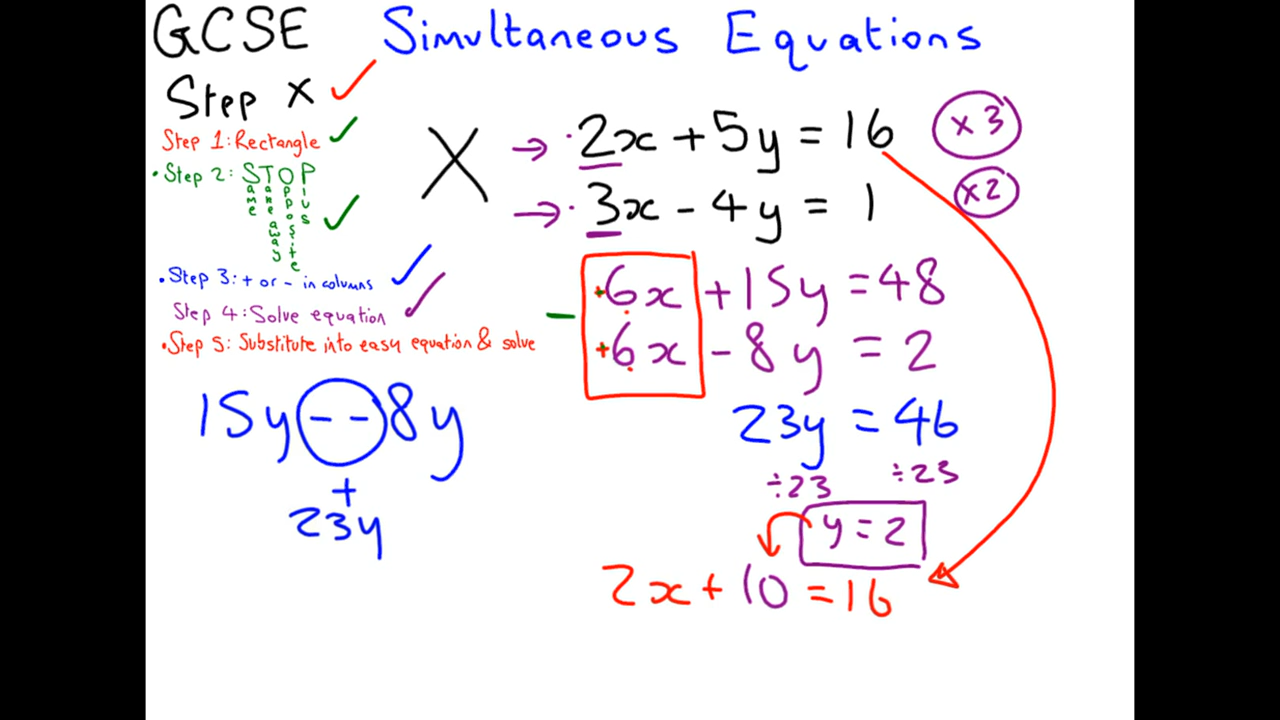 GCSE Simultaneous Equations
Step X
Step 1: Rectangle
• Step 2: STOP
Same
Take away
Opposite
Plus
• Step 3: + or - in columns
Step 4: Solve equation
• Step 5: Substitute into easy equation & solve
X
→ 2x + 5y = 16 ×3
→ 3x - 4y = 1 ×2
+6x + 15y = 48
-
+6x - 8y = 2
23y = 46
÷23 ÷23
y = 2
2x + 10 = 16
15y - - 8y
+
23y